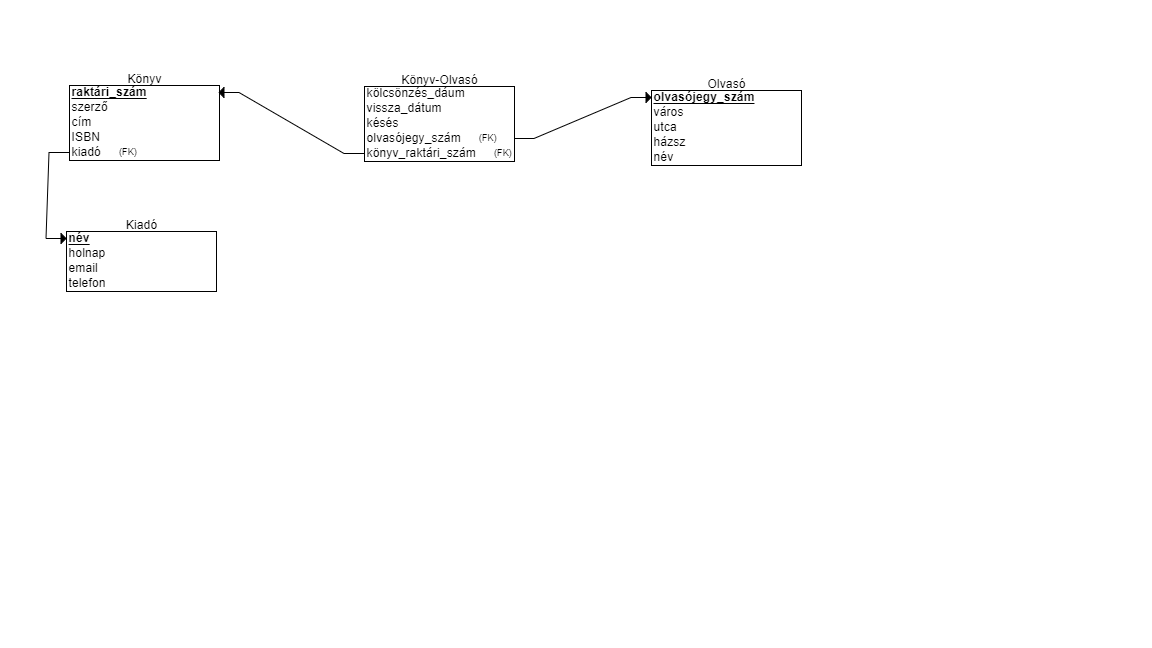 Könyv
raktári_szám
szerző
cím
ISBN
kiadó (FK)
Könyv-Olvasó
kölcsönzés_dáum
vissza_dátum
késés
olvasójegy_szám (FK)
könyv_raktári_szám (FK)
Olvasó
olvasójegy_szám
város
utca
házsz
név
Kiadó
név
holnap
email
telefon